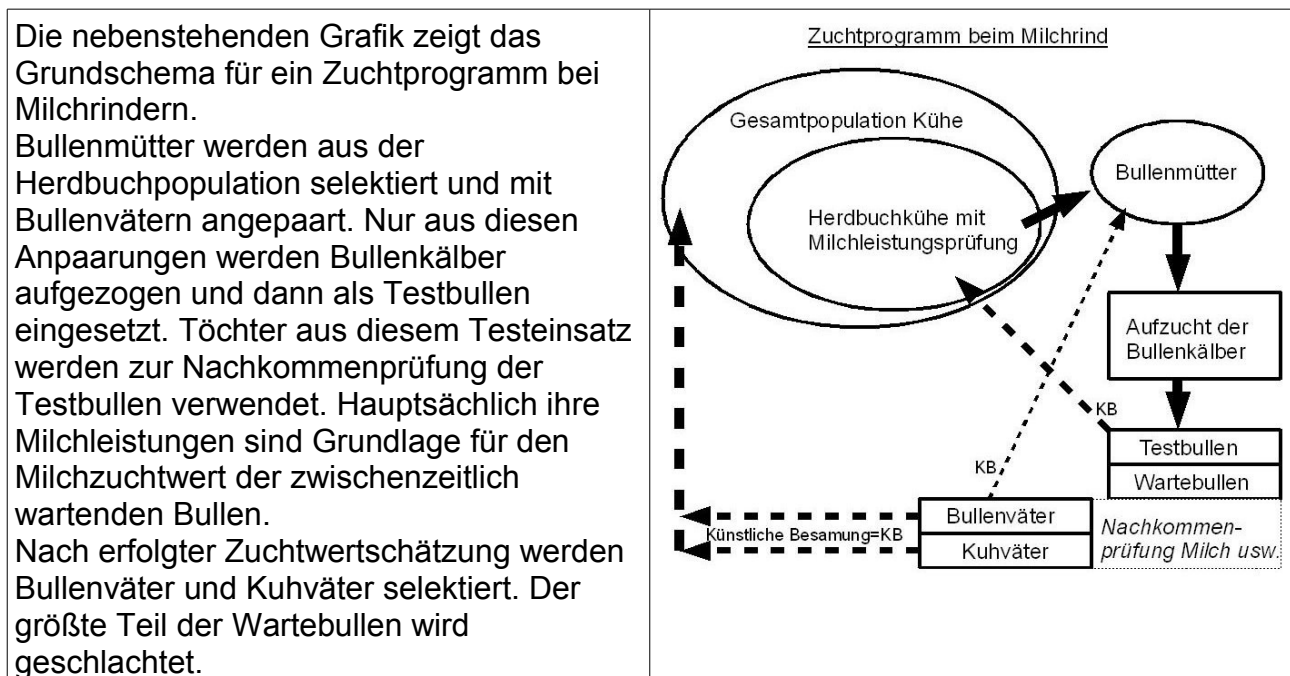 Die nebenstehenden Grafik zeigt das
Grundschema für ein Zuchtprogramm bei
Milchrindern.
Bullenmütter werden aus der
Herdbuchpopulation selektiert und mit
Bullenvätern angepaart. Nur aus diesen
Anpaarungen werden Bullenkälber
aufgezogen und dann als Testbullen
eingesetzt. Töchter aus diesem Testeinsatz
werden zur Nachkommenprüfung der
Testbullen verwendet. Hauptsächlich ihre
Milchleistungen sind Grundlage für den
Milchzuchtwert der zwischenzeitlich
wartenden Bullen.
Nach erfolgter Zuchtwertschätzung werden
Bullenväter und Kuhväter selektiert. Der
größte Teil der Wartebullen wird
geschlachtet.
Zuchtprogramm beim Milchrind
Gesamtpopulation Kühe
Bullenmütter
Herdbuchkühe mit
Milchleistungsprüfung
Aufzucht der
Bullenkälber
KB
Testbullen
Wartebullen
KB
Bullenväter
Künstliche Besamung=KB
Kuhväter
Nachkommen-
prüfung Milch usw.